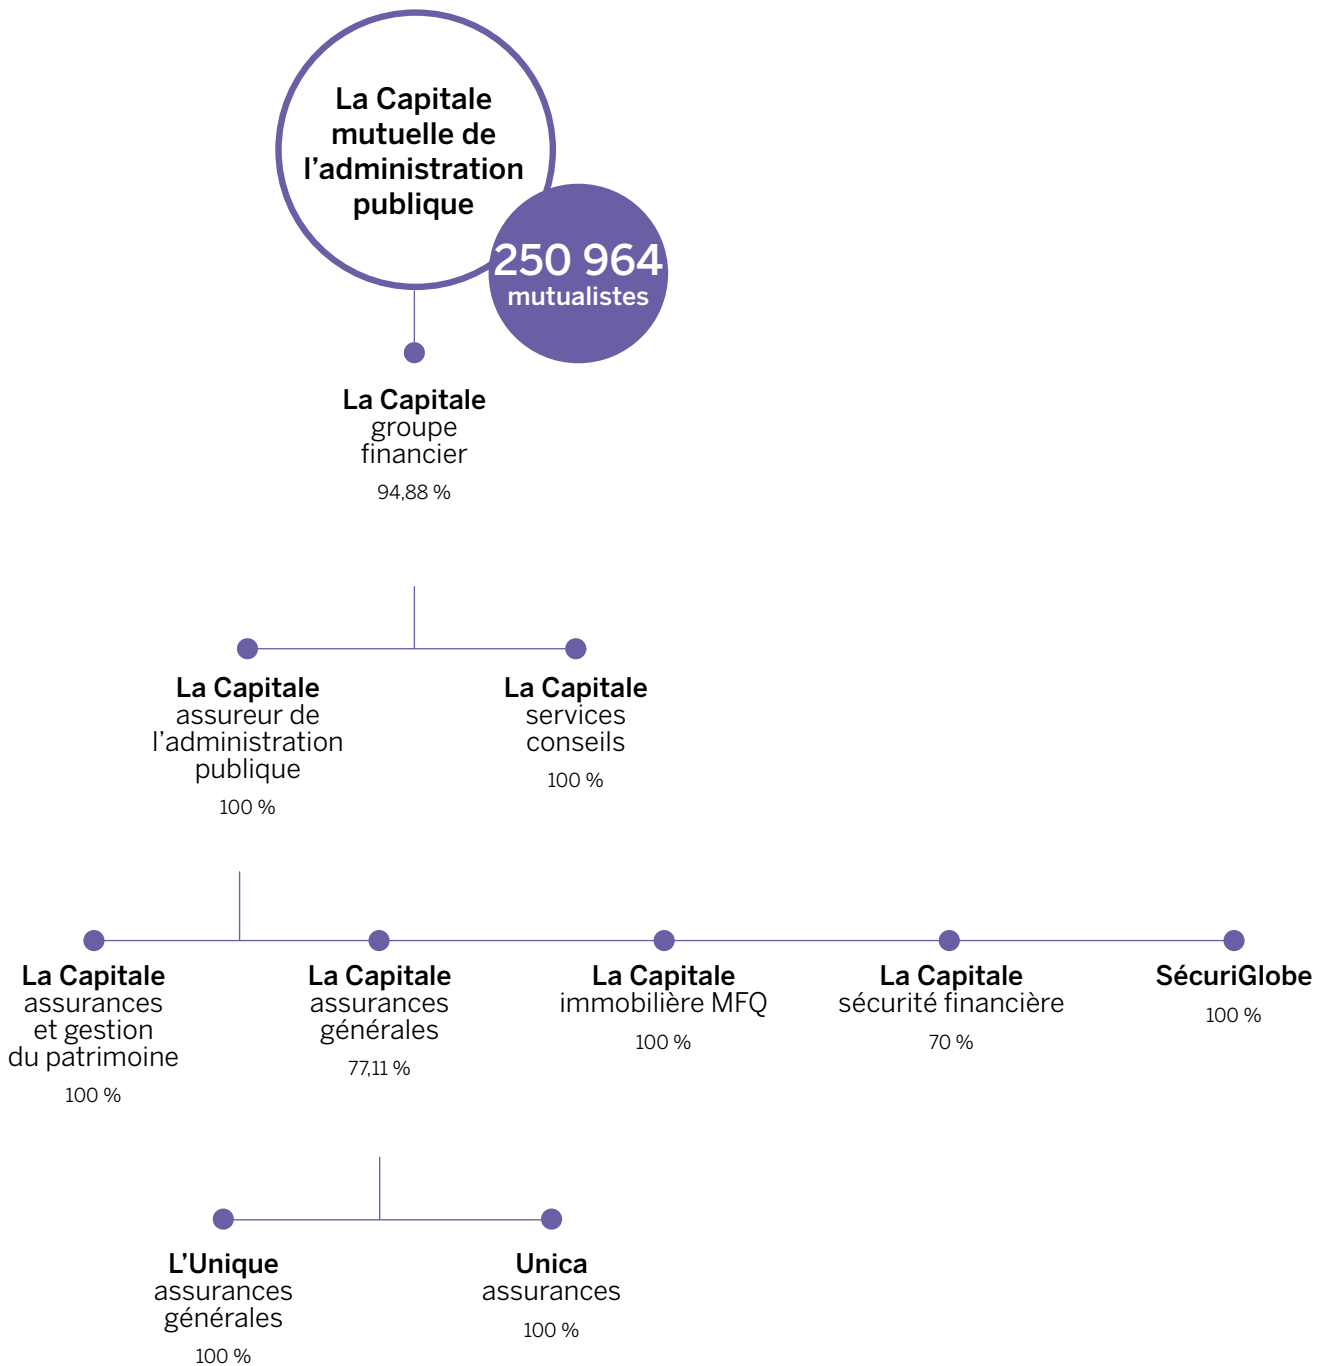 La Capitale
mutuelle de
l’administration
publique
250 964
mutualistes
La Capitale
groupe
financier
94,88 %
La Capitale
assureur de
l’administration
publique
100 %
La Capitale
services
conseils
100 %
La Capitale
assurances
et gestion
du patrimoine
100 %
La Capitale
assurances
générales
77,11 %
La Capitale
immobilière MFQ
100 %
La Capitale
sécurité financière
70 %
SécuriGlobe
100 %
L’Unique
assurances
générales
100 %
Unica
assurances
100 %